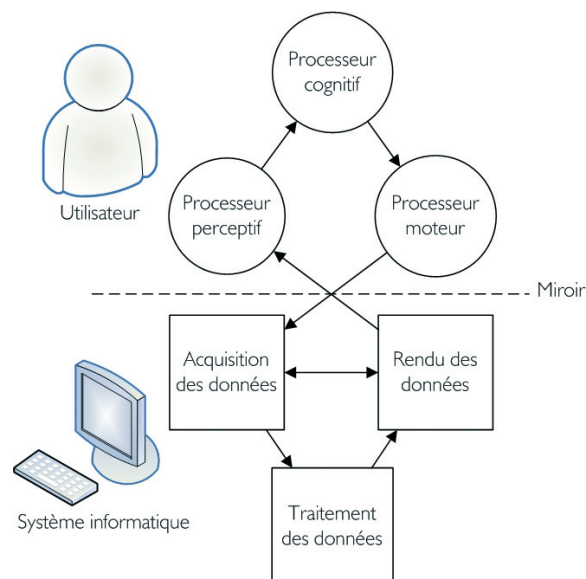 Processeur
cognitif
Utilisateur
Processeur
perceptif
Processeur
moteur
Miroir
Acquisition
des données
Rendu des
données
Système informatique
Traitement
des données